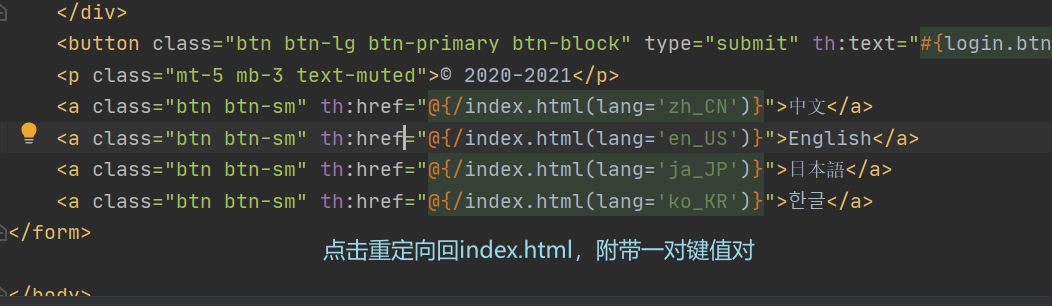 </div>
<button class="btn btn-lg btn-primary btn-block" type="submit" th:text="#{login.btn
<p class="mt-5 mb-3 text-muted">© 2020-2021</p>
<a class="btn btn-sm" th:href="@{/index.html(lang='zh_CN')}">中文</a>
<a class="btn btn-sm" th:href="@{/index.html(lang='en_US')}">English</a>
<a class="btn btn-sm" th:href="@{/index.html(lang='ja_JP')}">日本語</a>
<a class="btn btn-sm" th:href="@{/index.html(lang='ko_KR')}">한글</a>
</form>
点击重定向回index.html，附带一对键值对
</body>